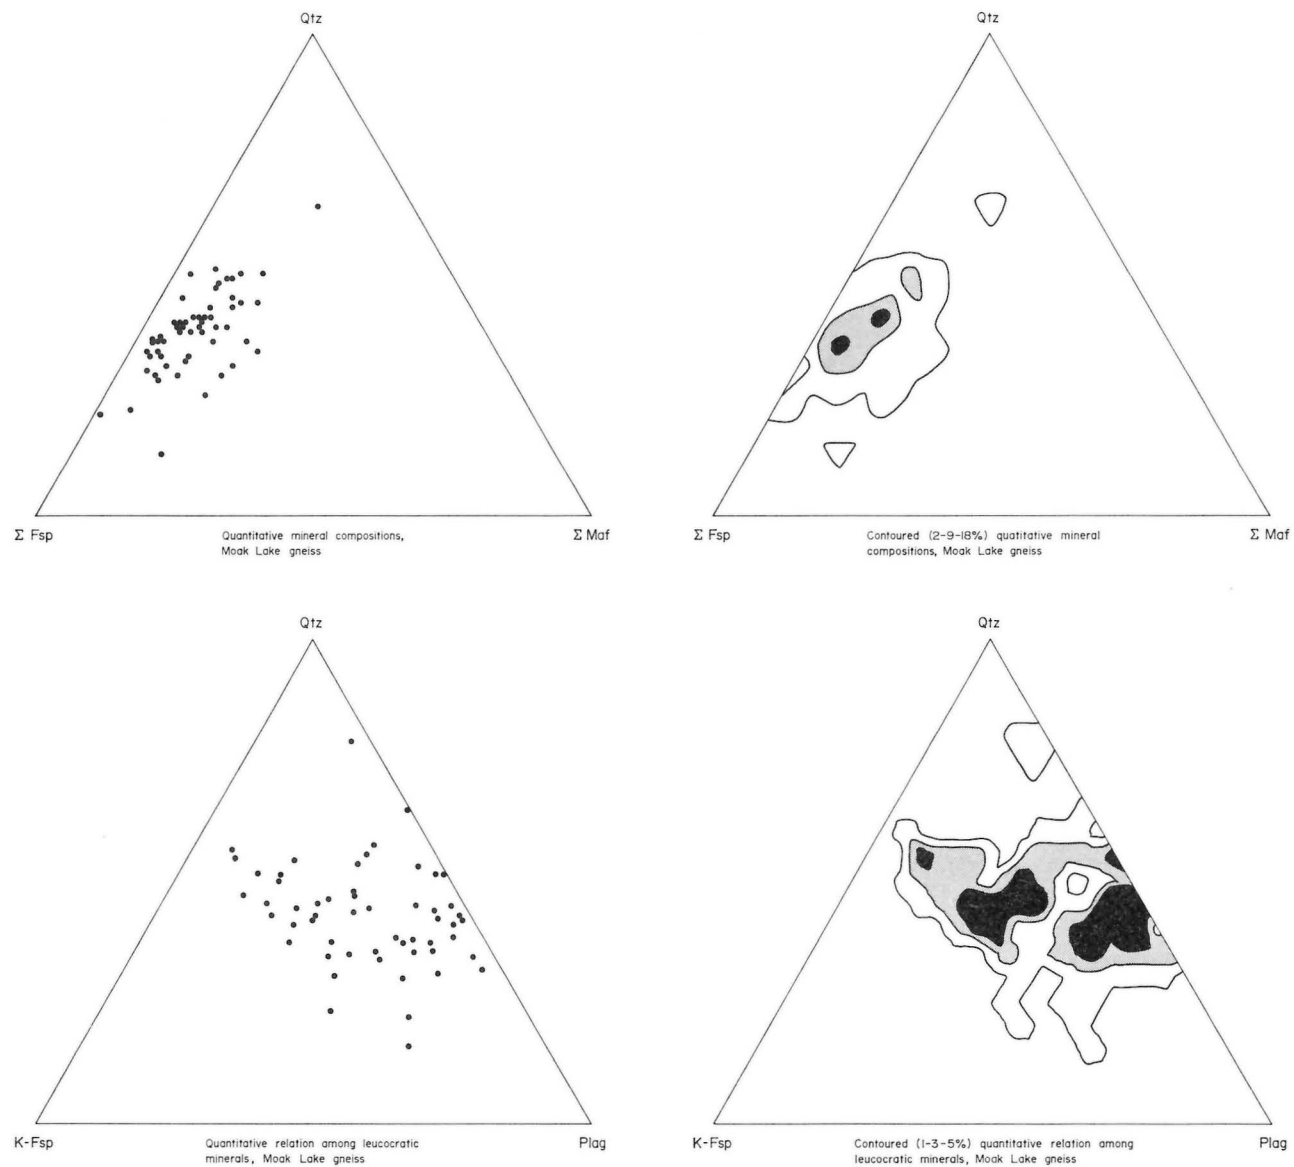 Qtz
Qtz
Σ Fsp
Σ Maf
Quantitative mineral compositions,
Moak Lake gneiss
Σ Fsp
Σ Maf
Contoured (2-9-18%) quatitative mineral
compositions, Moak Lake gneiss
Qtz
Qtz
K-Fsp
Plag
Quantitative relation among leucocratic
minerals, Moak Lake gneiss
K-Fsp
Plag
Contoured (1-3-5%) quantitative relation among
leucocratic minerals, Moak Lake gneiss